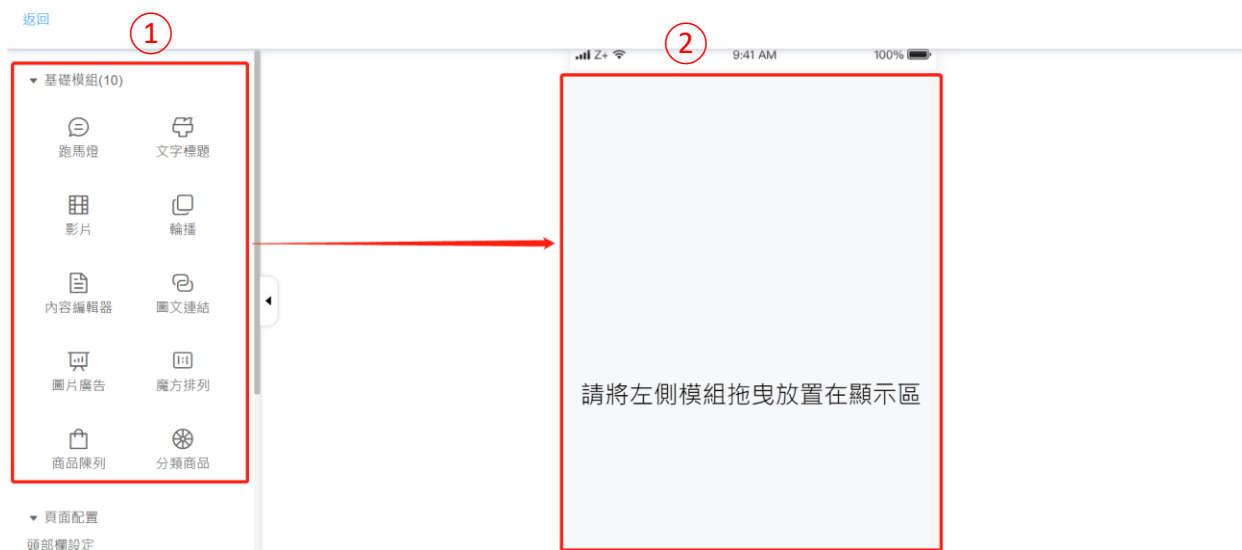 返回
①
②
Z+ 9:41 AM 100%
基礎模組(10)
跑馬燈 文字標題
影片 輪播
內容編輯器 圖文連結
圖片廣告 魔方排列
請將左側模組拖曳放置在顯示區
商品陳列 分類商品
頁面配置
頭部欄設定